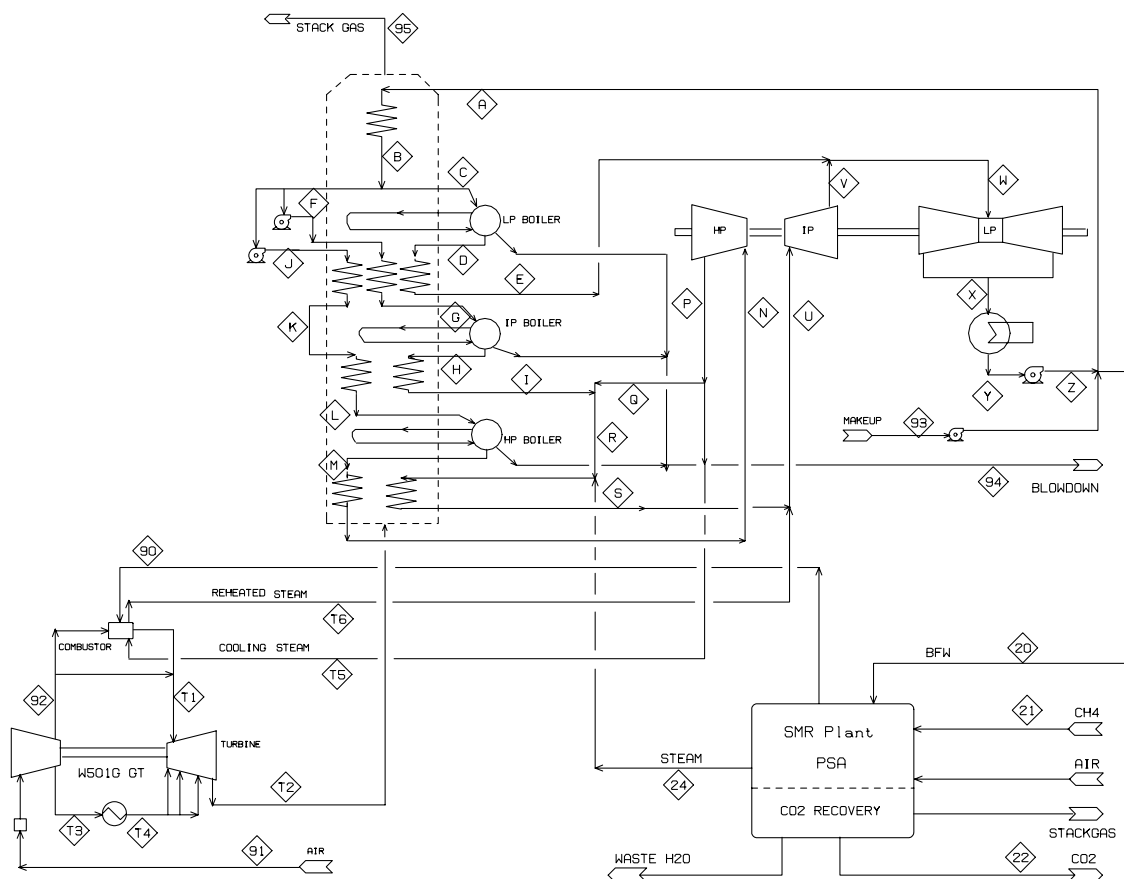 STACK GAS
95
A
B
C
F
LP BOILER
V
W
HP
IP
LP
J
D
E
K
G
IP BOILER
P
N
U
X
H
I
Q
Y
Z
L
R
MAKEUP
93
HP BOILER
M
S
94
BLOWDOWN
90
REHEATED STEAM
T6
COMBUSTOR
COOLING STEAM
T5
BFW
20
92
T1
21
CH4
SMR Plant
TURBINE
PSA
STEAM
AIR
W501G GT
T2
24
CO2 RECOVERY
T3
T4
STACKGAS
91
AIR
WASTE H2O
22
CO2